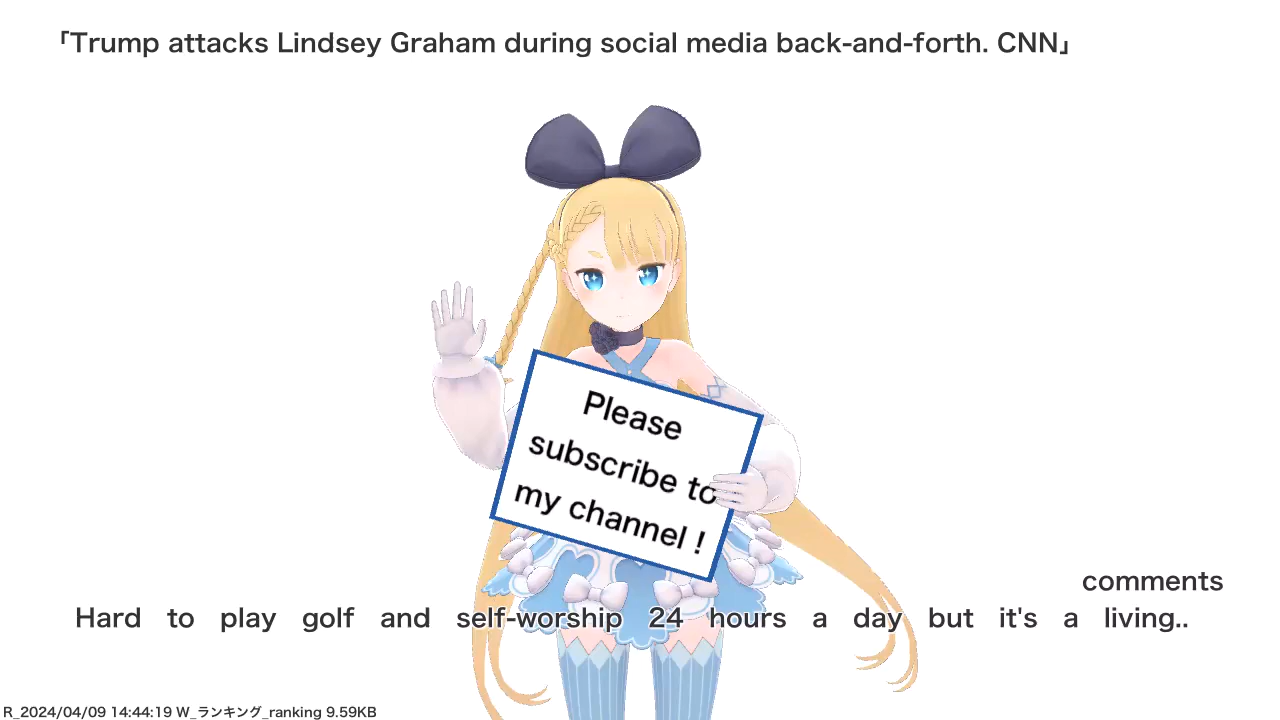 「Trump attacks Lindsey Graham during social media back-and-forth. CNN」
Please
subscribe to
my channel !
comments
Hard to play golf and self-worship 24 hours a day but it's a living..
R_2024/04/09 14:44:19 W_ランキング_ranking 9.59KB